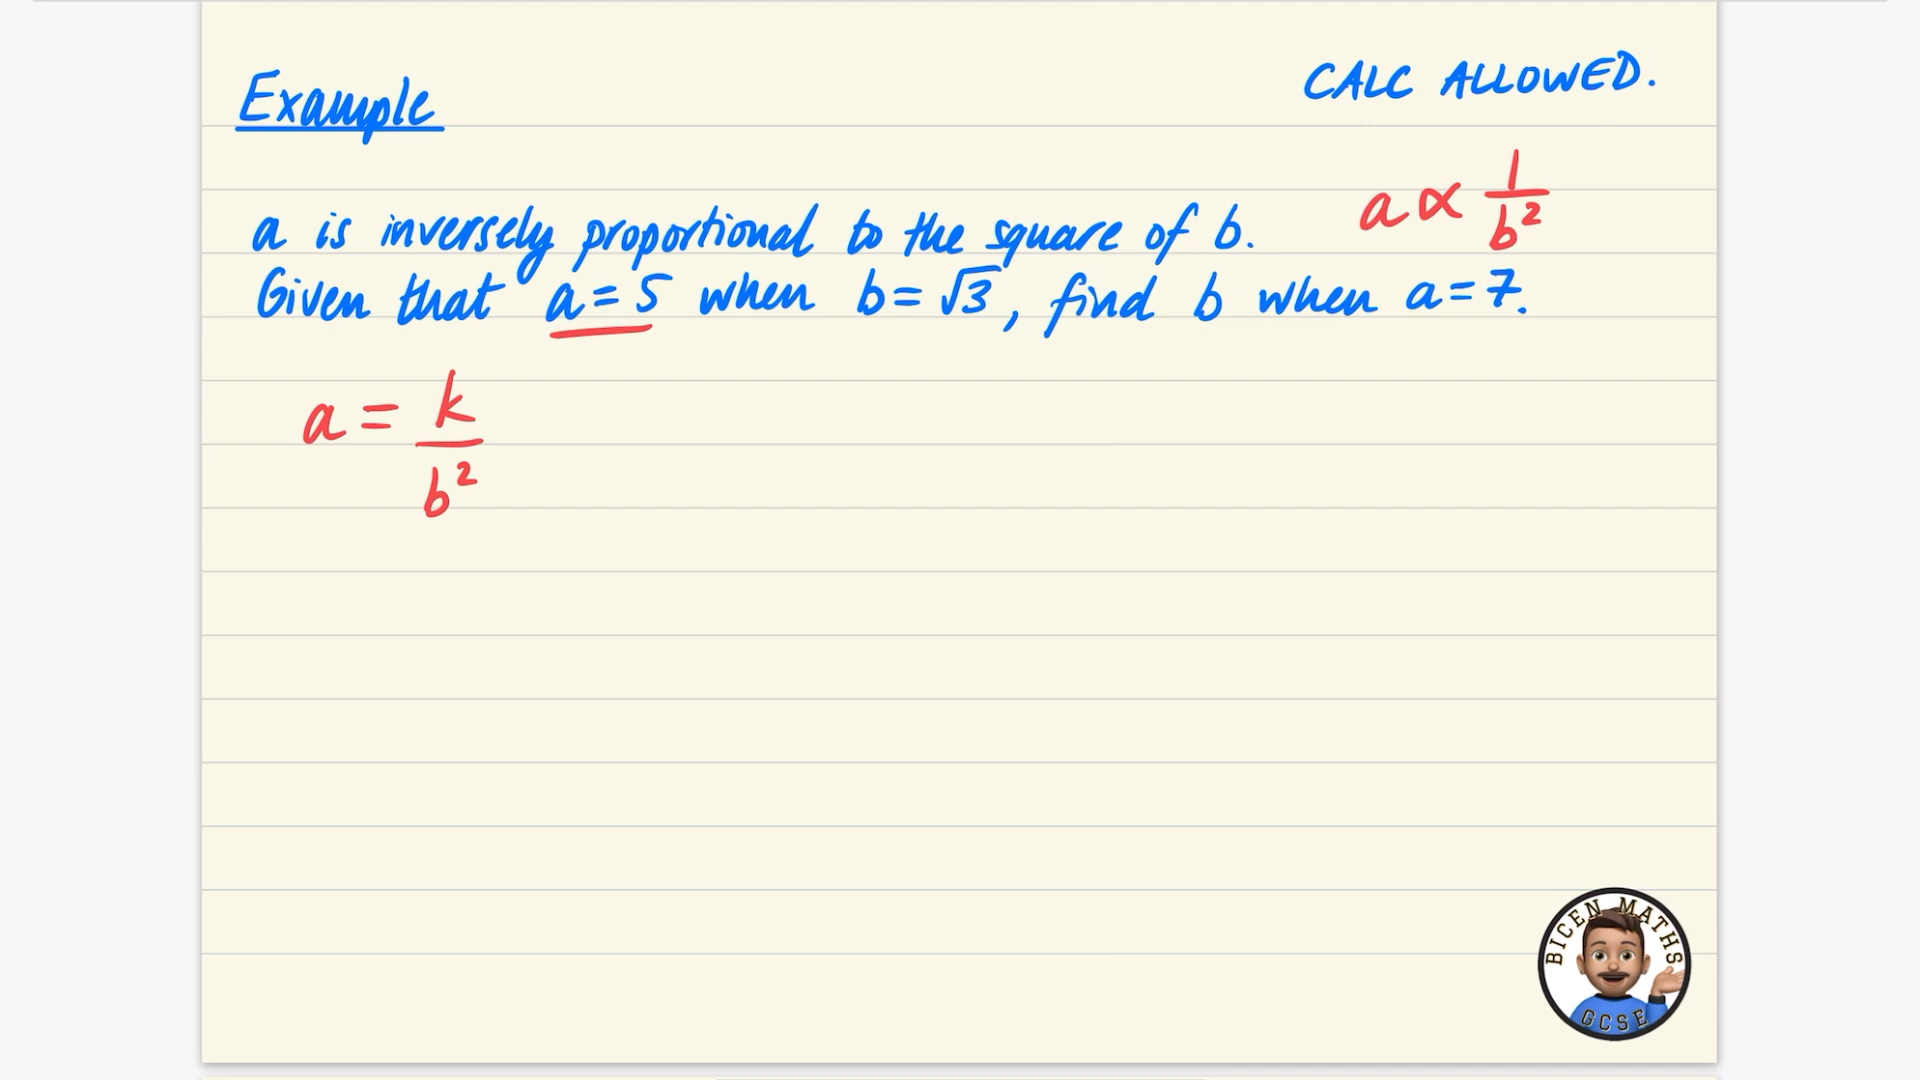 Example
CALC ALLOWED.
a is inversely proportional to the square of b.
a ∝ 1/b²
Given that a = 5 when b = √3, find b when a = 7.
a = k/b²
BICEN MATHS
GCSE